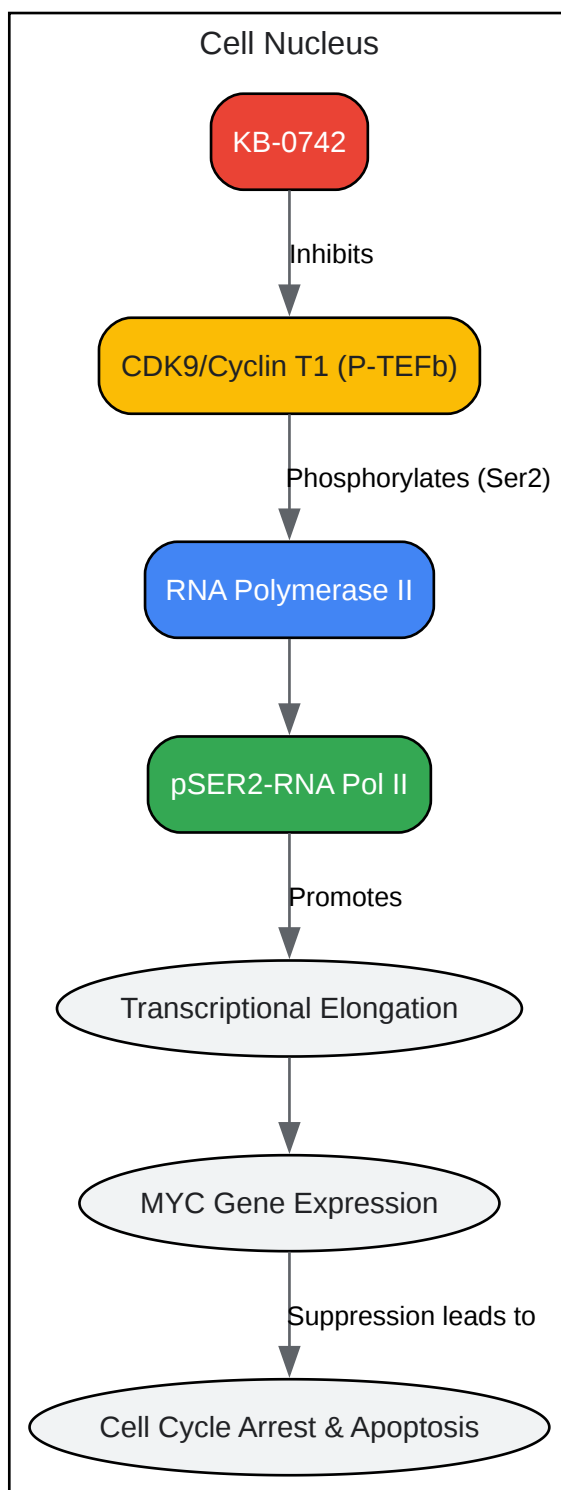 Cell Nucleus
KB-0742
Inhibits
CDK9/Cyclin T1 (P-TEFb)
Phosphorylates (Ser2)
RNA Polymerase II
pSER2-RNA Pol II
Promotes
Transcriptional Elongation
MYC Gene Expression
Suppression leads to
Cell Cycle Arrest & Apoptosis